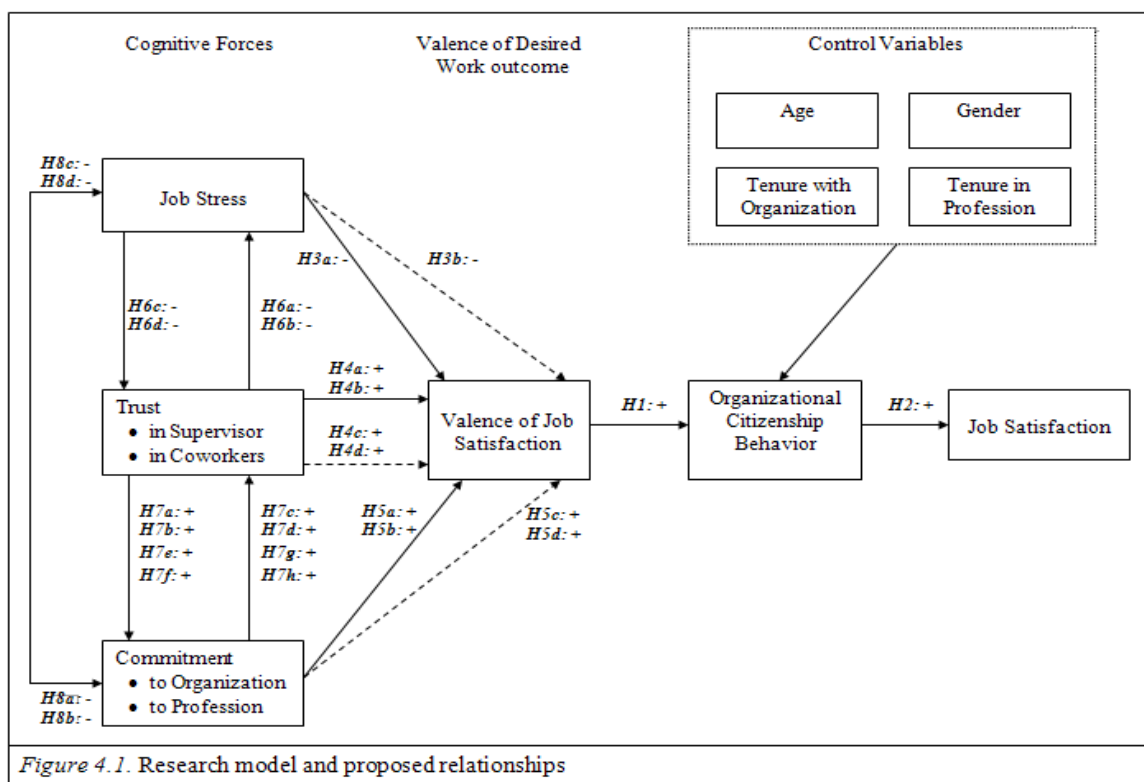 Cognitive Forces
Valence of Desired
Work outcome
Control Variables
Age
Gender
Tenure with
Organization
Tenure in
Profession
H8c: -
H8d: -
Job Stress
H3a: -
H3b: -
H6c: -
H6d: -
H6a: -
H6b: -
Trust
• in Supervisor
• in Coworkers
H4a: +
H4b: +
H4c: +
H4d: +
Valence of Job
Satisfaction
H1: +
Organizational
Citizenship
Behavior
H2: +
Job Satisfaction
H7a: +
H7b: +
H7e: +
H7f: +
H7c: +
H7d: +
H7g: +
H7h: +
H5a: +
H5b: +
H5c: +
H5d: +
Commitment
• to Organization
• to Profession
H8a: -
H8b: -
Figure 4.1. Research model and proposed relationships